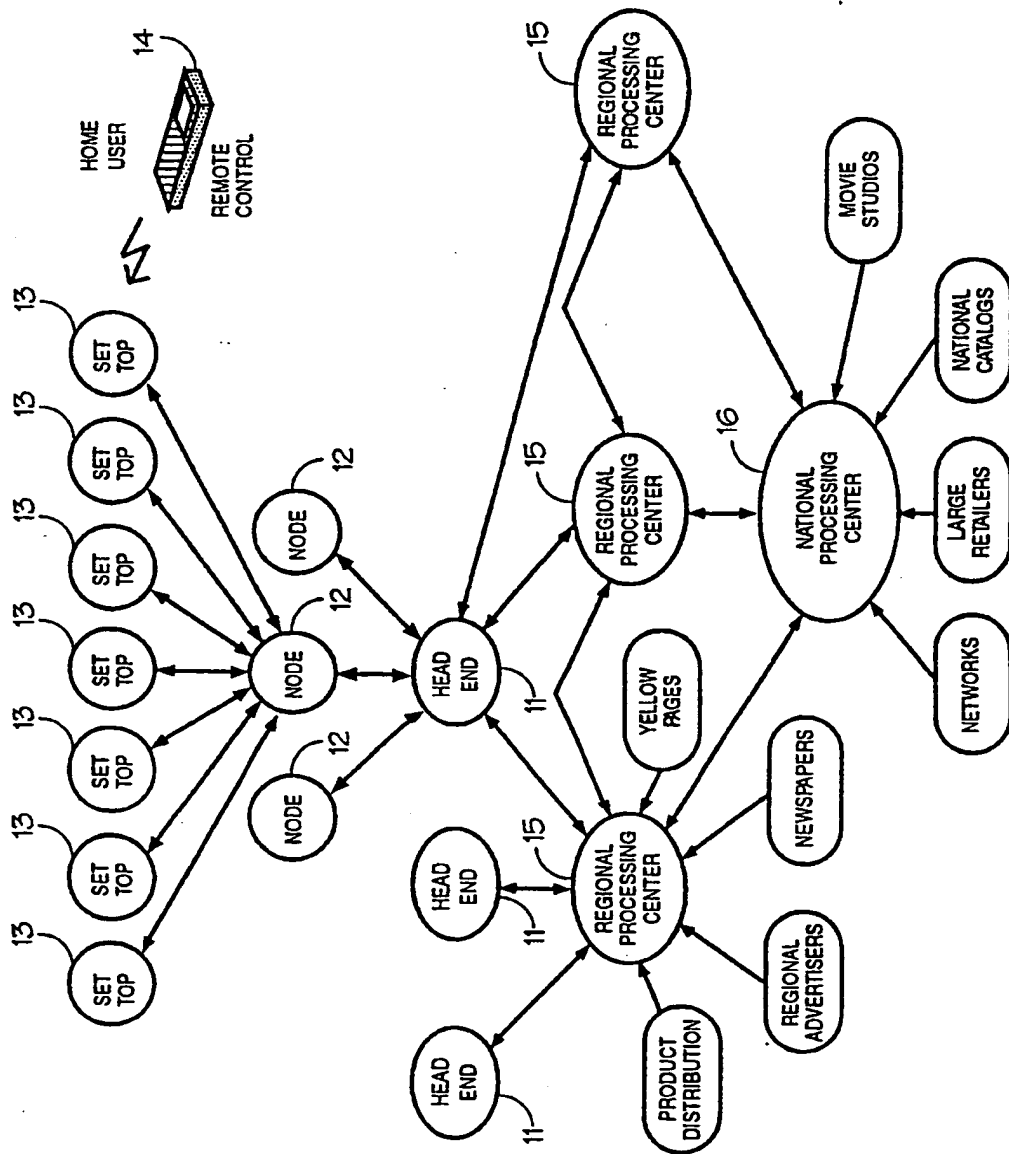 13
13
13
13
13
13
13
SET
TOP
SET
TOP
SET
TOP
SET
TOP
SET
TOP
SET
TOP
SET
TOP
HOME
USER
14
REMOTE
CONTROL
12
12
12
NODE
NODE
NODE
HEAD
END
11
HEAD
END
11
HEAD
END
11
15
REGIONAL
PROCESSING
CENTER
15
REGIONAL
PROCESSING
CENTER
15
REGIONAL
PROCESSING
CENTER
YELLOW
PAGES
PRODUCT
DISTRIBUTION
REGIONAL
ADVERTISERS
NEWSPAPERS
16
NATIONAL
PROCESSING
CENTER
NETWORKS
LARGE
RETAILERS
NATIONAL
CATALOGS
MOVIE
STUDIOS